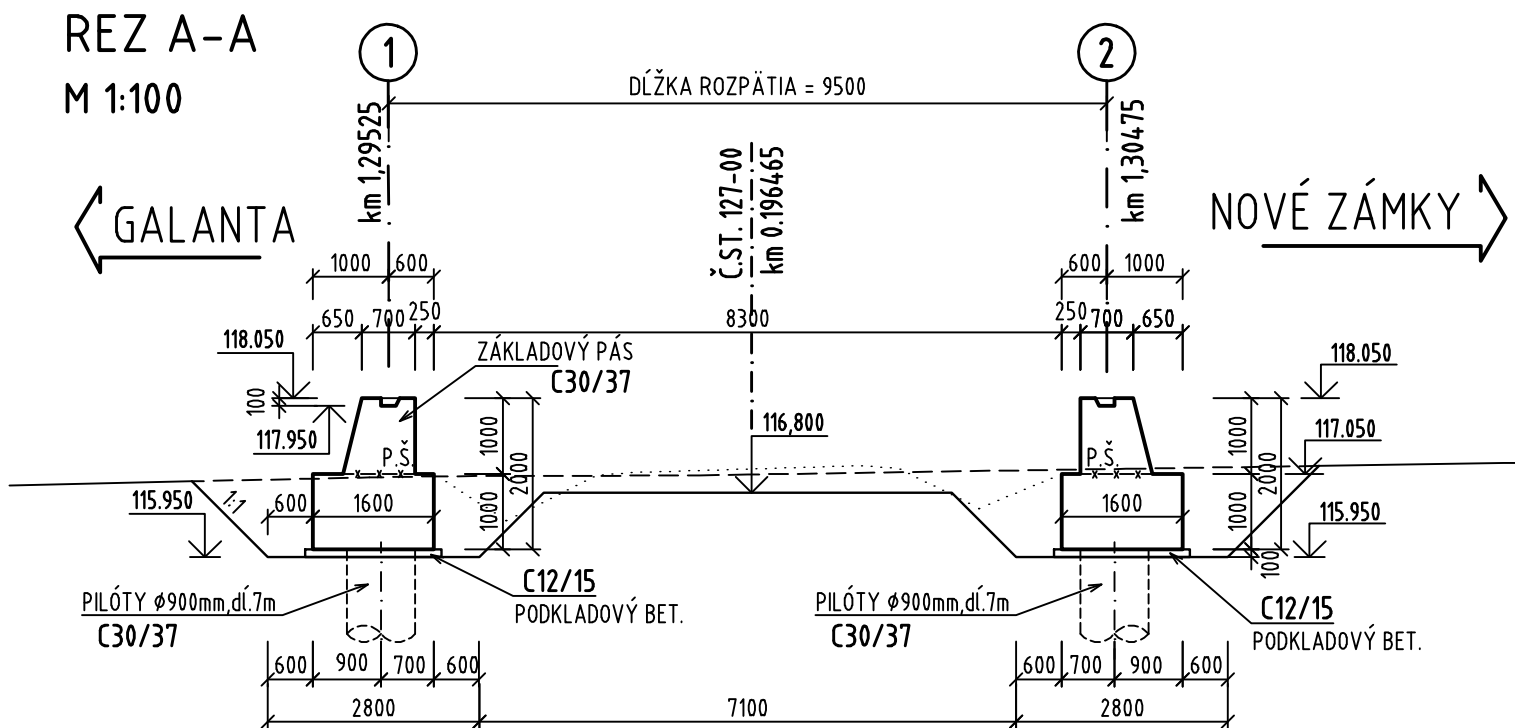 REZ A-A
M 1:100
1
2
DĹŽKA ROZPÄTIA = 9500
km 1,29525
Č.ST. 127-00
km 0.196465
km 1,30475
GALANTA
NOVÉ ZÁMKY
1000
600
600
1000
650
700
250
8300
250
700
650
118.050
100
117.950
ZÁKLADOVÝ PÁS
C30/37
116,800
118.050
117.050
P.Š.
P.Š.
1000
2000
1000
1000
2000
1000
100
1:1
115.950
600
1600
1600
115.950
PILÓTY ϕ900mm,dĺ.7m
C30/37
C12/15
PODKLADOVÝ BET.
PILÓTY ϕ900mm,dĺ.7m
C30/37
C12/15
PODKLADOVÝ BET.
600
900
700
600
600
700
900
600
2800
7100
2800